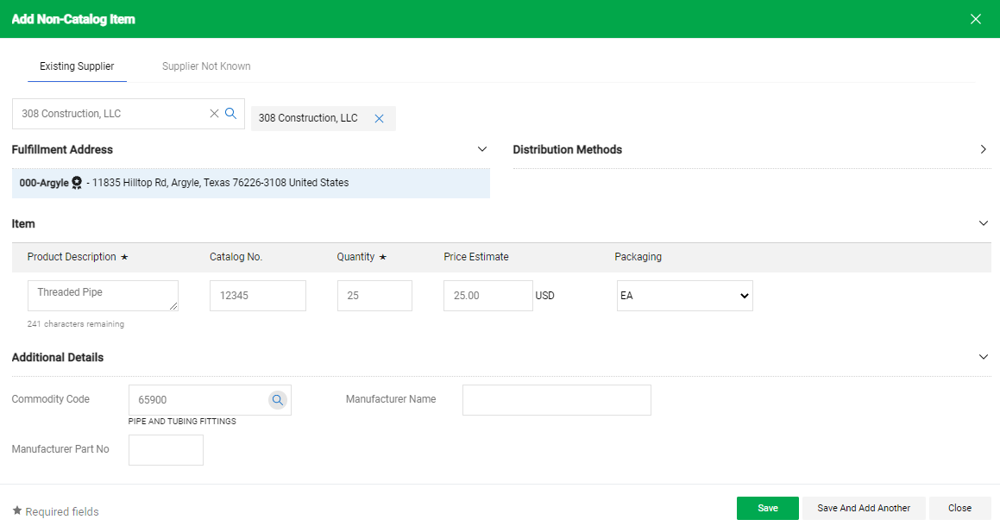 Add Non-Catalog Item
Existing Supplier
Supplier Not Known
308 Construction, LLC
308 Construction, LLC
Fulfillment Address
Distribution Methods
000-Argyle - 11835 Hilltop Rd, Argyle, Texas 76226-3108 United States
Item
Product Description ★ Catalog No. Quantity ★ Price Estimate Packaging
Threaded Pipe 12345 25 25.00 USD EA
241 characters remaining
Additional Details
Commodity Code 65900 Manufacturer Name
PIPE AND TUBING FITTINGS
Manufacturer Part No
★ Required fields
Save Save And Add Another Close